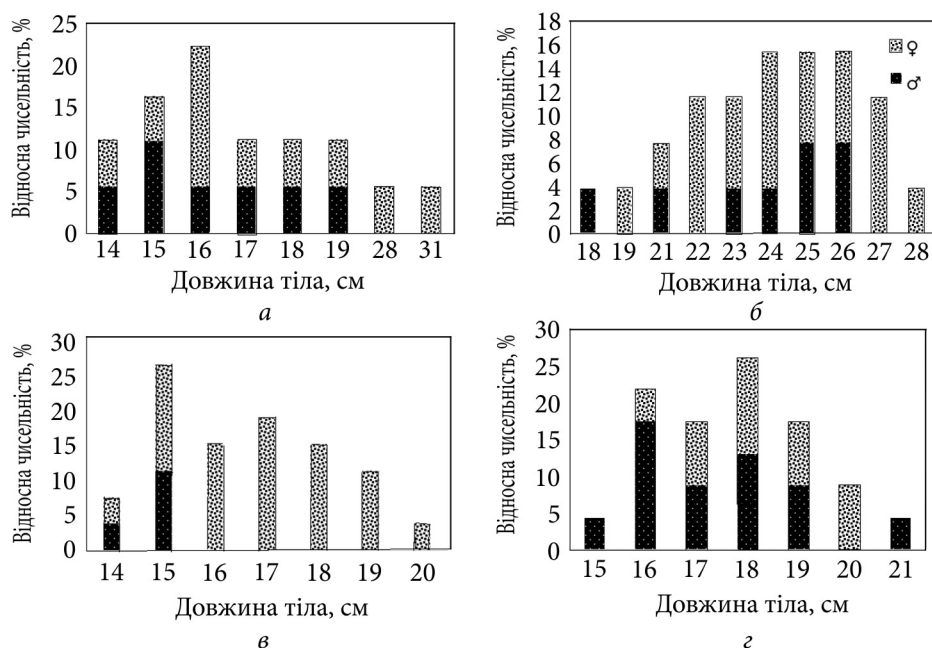 Відносна чисельність, %
25
20
15
10
5
0
14 15 16 17 18 19 28 31
Довжина тіла, см
а
Відносна чисельність, %
18
16
14
12
10
8
6
4
2
0
♀
♂
18 19 21 22 23 24 25 26 27 28
Довжина тіла, см
б
Відносна чисельність, %
30
25
20
15
10
5
0
14 15 16 17 18 19 20
Довжина тіла, см
в
Відносна чисельність, %
30
25
20
15
10
5
0
15 16 17 18 19 20 21
Довжина тіла, см
г